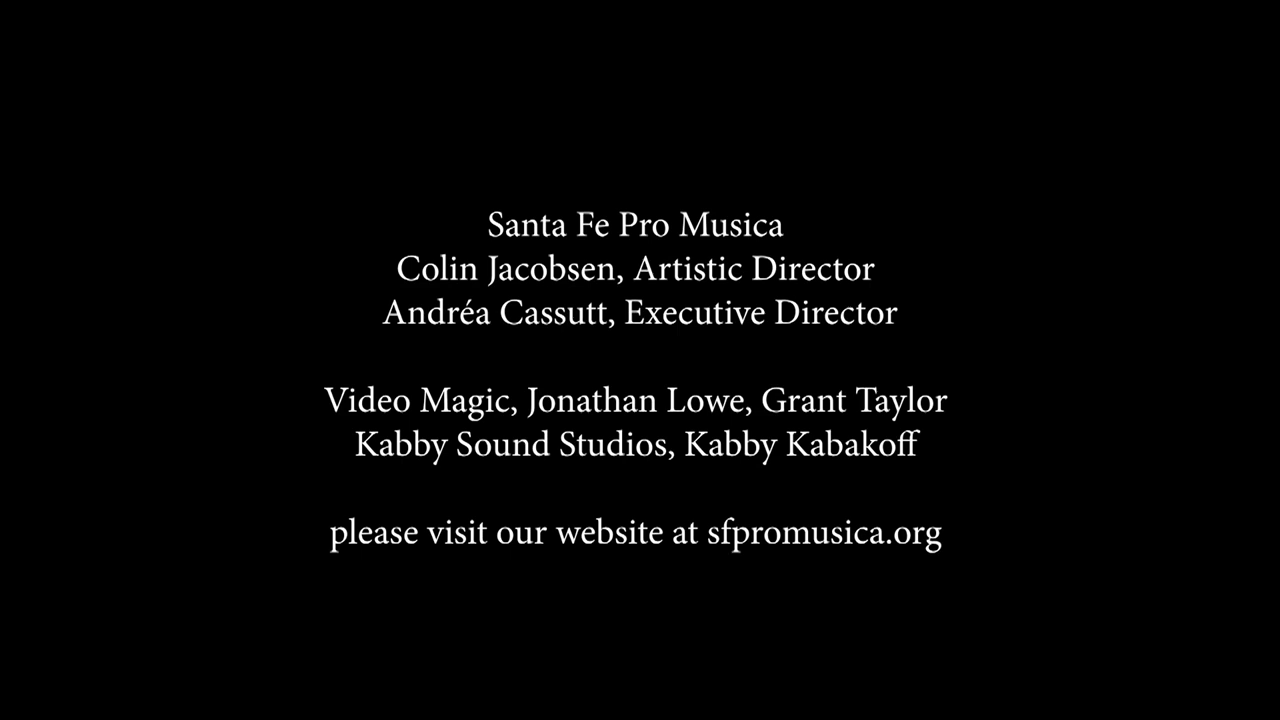 Santa Fe Pro Musica
Colin Jacobsen, Artistic Director
Andréa Cassutt, Executive Director
Video Magic, Jonathan Lowe, Grant Taylor
Kabby Sound Studios, Kabby Kabakoff
please visit our website at sfpromusica.org